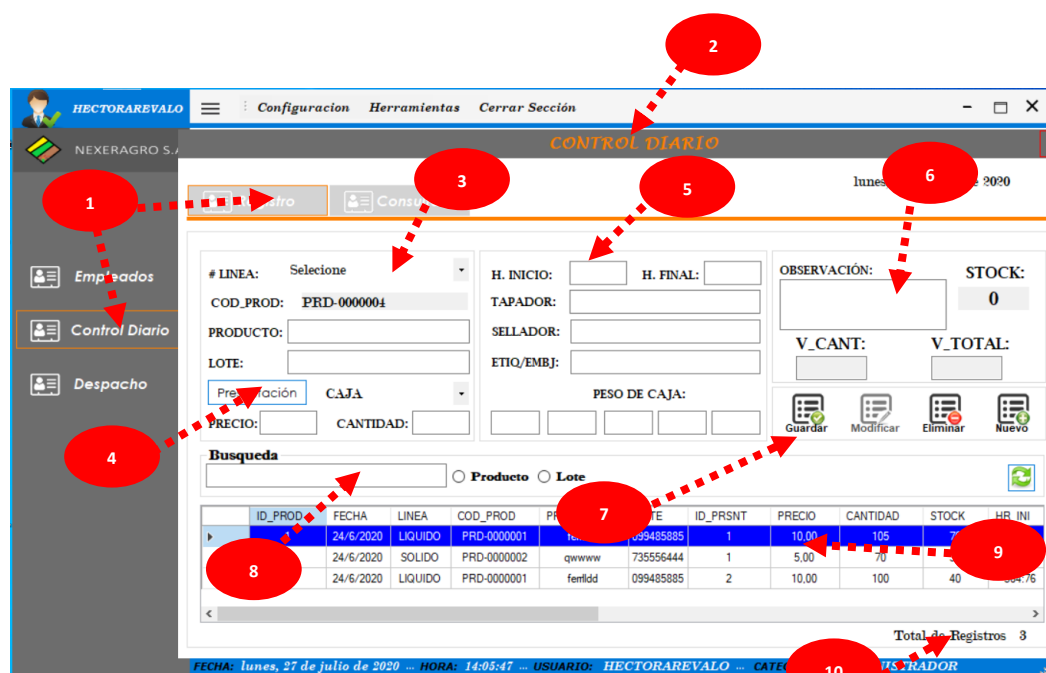 2
HECTORAREVALO Configuracion Herramientas Cerrar Sección
NEXERAGRO S.
CONTROL DIARIO
1
3
5
6
lunes 2020
# LINEA: Selecione
COD_PROD: PRD-0000004
PRODUCTO:
LOTE:
CAJA
PRECIO: CANTIDAD:
H. INICIO: H. FINAL:
TAPADOR:
SELLADOR:
ETIQ/EMBJ:
PESO DE CAJA:
OBSERVACIÓN: STOCK:
0
V_CANT: V_TOTAL:
Guardar Modificar Eliminar Nuevo
Empleados
Control Diario
Despacho
4
Busqueda
Producto Lote
7
8
9
ID_PROD FECHA LINEA COD_PROD ID_PRSNT PRECIO CANTIDAD STOCK HR_INI
24/6/2020 LIQUIDO PRD-0000001 099485885 1 10,00 105
24/6/2020 SOLIDO PRD-0000002 qwwww 735556444 1 5,00 70
24/6/2020 LIQUIDO PRD-0000001 ferrlldd 099485885 2 10,00 100 40
Total de Registros 3
10
FECHA: lunes, 27 de julio de 2020 ... HORA: 14:05:47 ... USUARIO: HECTORAREVALO ...